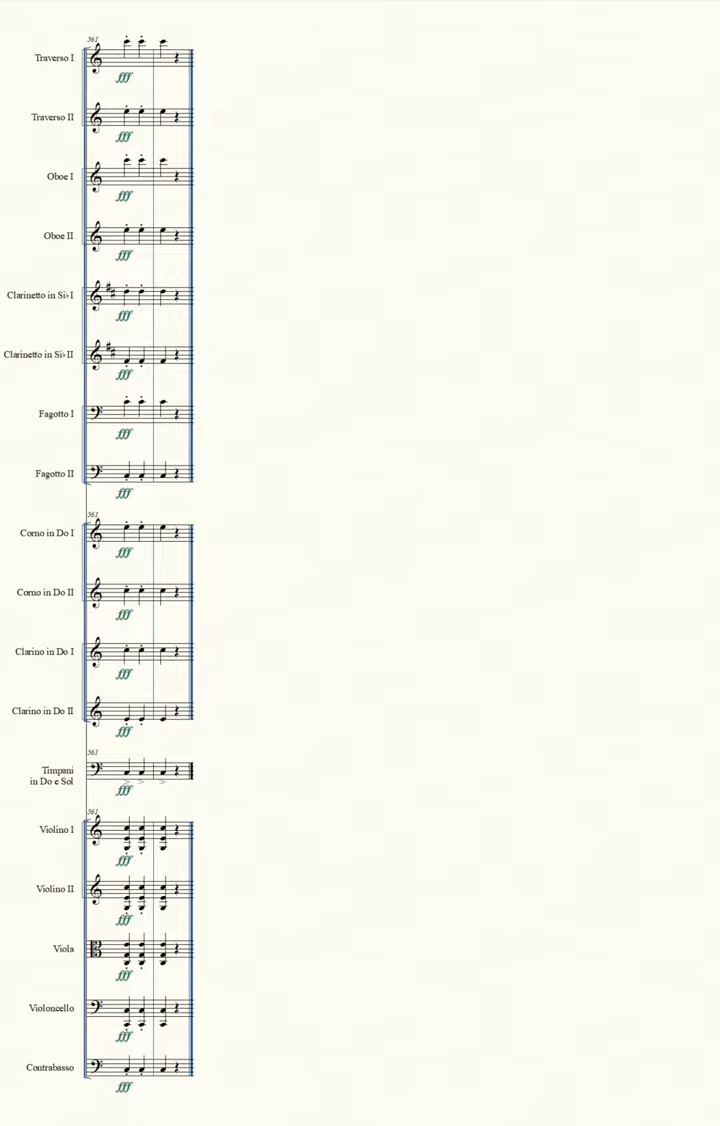 561
Traverso I
fff
Traverso II
fff
Oboe I
fff
Oboe II
fff
Clarinetto in Si♭ I
fff
Clarinetto in Si♭ II
fff
Fagotto I
fff
Fagotto II
fff
561
Corno in Do I
fff
Corno in Do II
fff
Clarino in Do I
fff
Clarino in Do II
fff
561
Timpani
in Do e Sol
fff
561
Violino I
fff
Violino II
fff
Viola
fff
Violoncello
fff
Contrabasso
fff